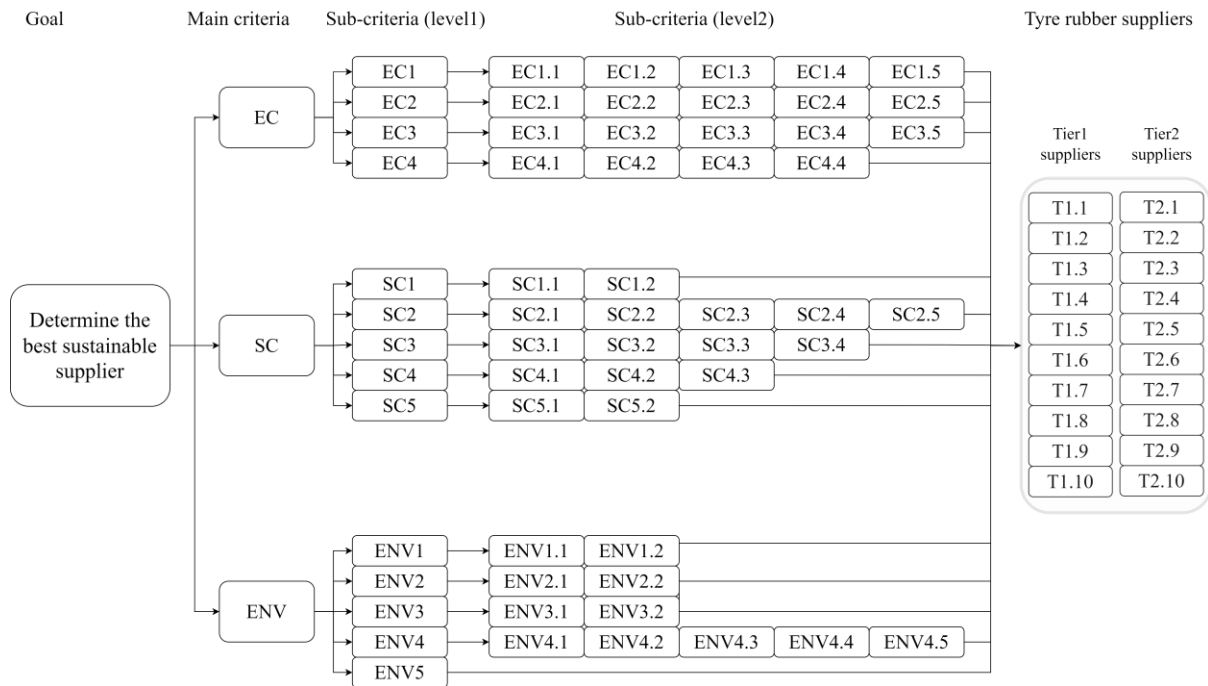 Goal Main criteria Sub-criteria (level1) Sub-criteria (level2) Tyre rubber suppliers
EC1 EC1.1 EC1.2 EC1.3 EC1.4 EC1.5
EC2 EC2.1 EC2.2 EC2.3 EC2.4 EC2.5
EC
EC3 EC3.1 EC3.2 EC3.3 EC3.4 EC3.5
EC4 EC4.1 EC4.2 EC4.3 EC4.4
Tier1 Tier2
suppliers suppliers
T1.1 T2.1
T1.2 T2.2
T1.3 T2.3
T1.4 T2.4
T1.5 T2.5
T1.6 T2.6
T1.7 T2.7
T1.8 T2.8
T1.9 T2.9
T1.10 T2.10
Determine the
best sustainable
supplier
SC
SC1 SC1.1 SC1.2
SC2 SC2.1 SC2.2 SC2.3 SC2.4 SC2.5
SC3 SC3.1 SC3.2 SC3.3 SC3.4
SC4 SC4.1 SC4.2 SC4.3
SC5 SC5.1 SC5.2
ENV
ENV1 ENV1.1 ENV1.2
ENV2 ENV2.1 ENV2.2
ENV3 ENV3.1 ENV3.2
ENV4 ENV4.1 ENV4.2 ENV4.3 ENV4.4 ENV4.5
ENV5